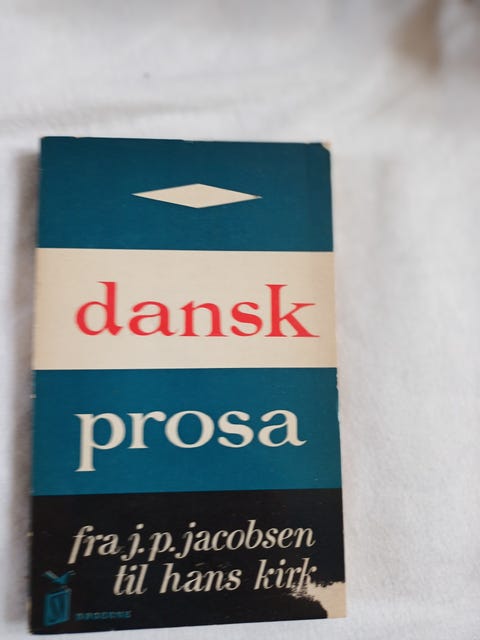 dansk
prosa
fra j.p. jacobsen
til hans kirk